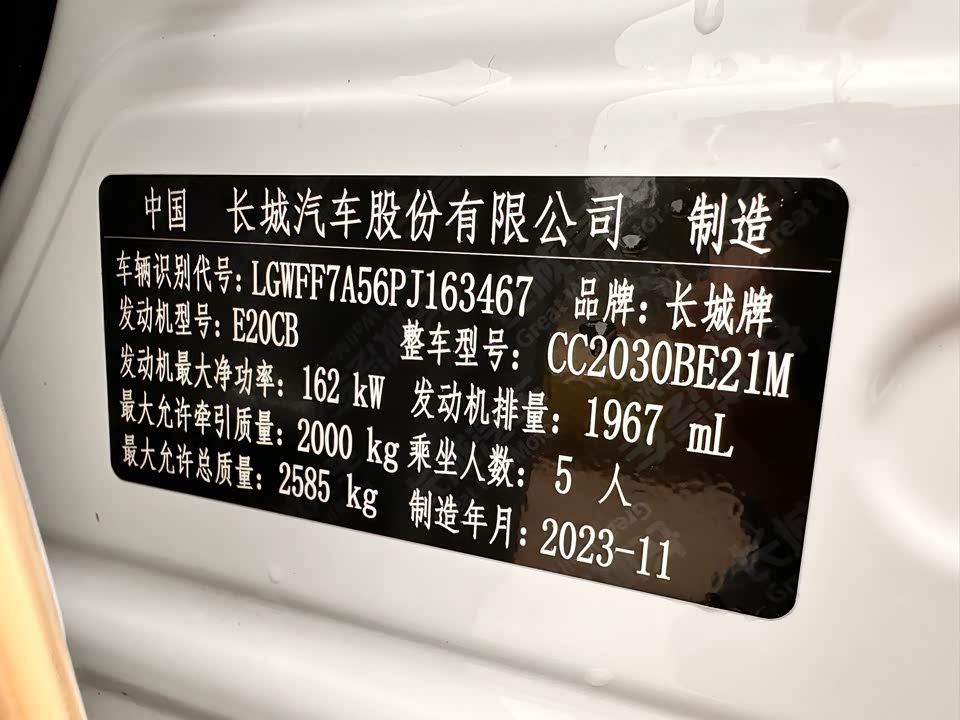 中国 长城汽车股份有限公司 制造
车辆识别代号：LGWFF7A56PJ163467 品牌：长城牌
发动机型号：E20CB 整车型号：CC2030BE21M
发动机最大净功率：162 kW 发动机排量：1967 mL
最大允许牵引质量：2000 kg 乘坐人数：5 人
最大允许总质量：2585 kg 制造年月：2023-11